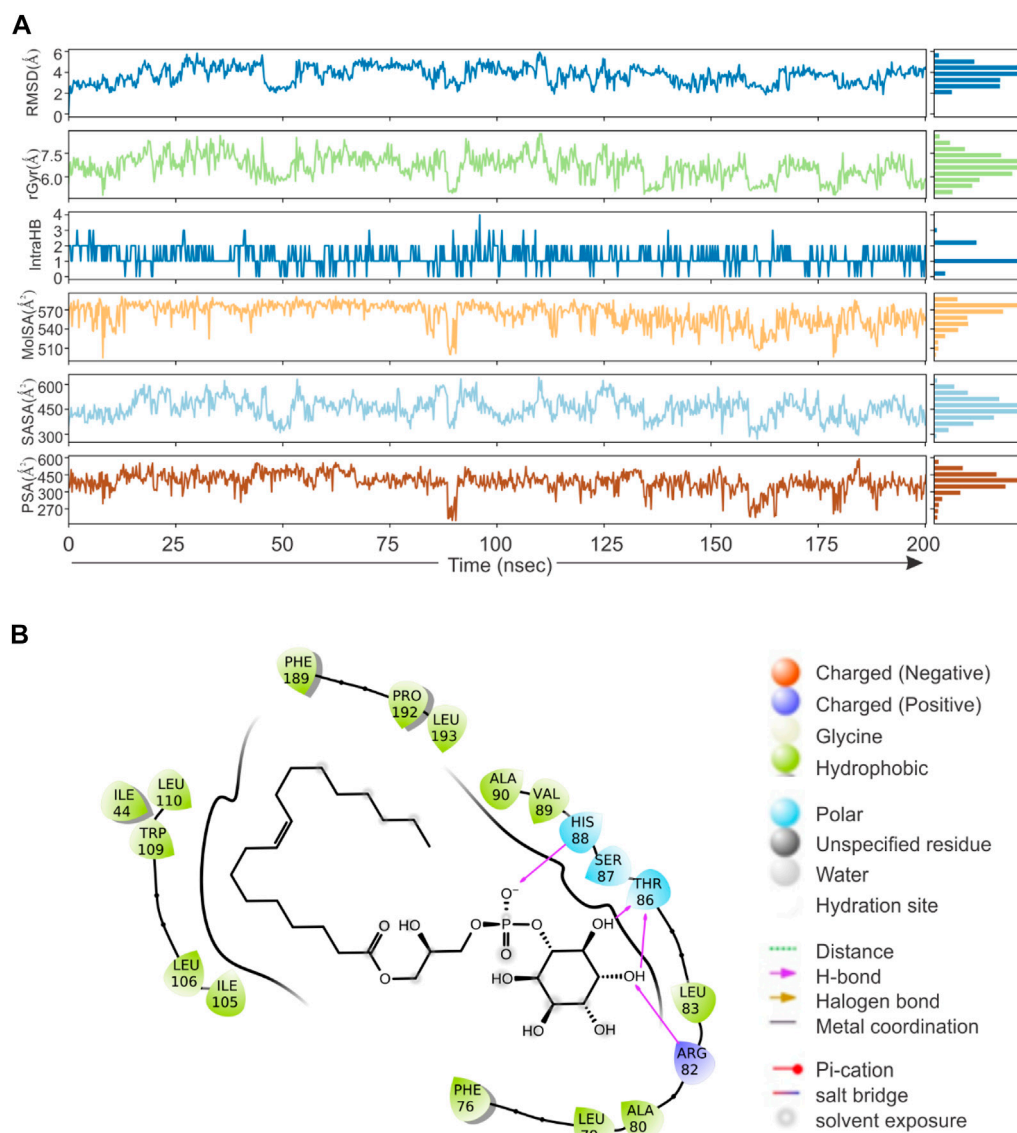 A
RMSD(Å)
6
4
2
0
rGyr(Å)
7.5
6.0
IntraHB
4
3
2
1
0
MolSA(Å²)
570
540
510
SASA(Å²)
600
450
300
PSA(Å²)
600
450
300
270
0 25 50 75 100 125 150 175 200
Time (nsec)
B
PHE
189
PRO
192
LEU
193
ALA
90
VAL
89
HIS
88
SER
87
THR
86
LEU
110
ILE
44
TRP
109
LEU
106
ILE
105
LEU
83
ARG
82
ALA
80
PHE
76
LEU
O⁻
O
P
O
O
O
O
OH
HO
OH
HO
OH
HO
OH
Charged (Negative)
Charged (Positive)
Glycine
Hydrophobic
Polar
Unspecified residue
Water
Hydration site
Distance
H-bond
Halogen bond
Metal coordination
Pi-cation
salt bridge
solvent exposure